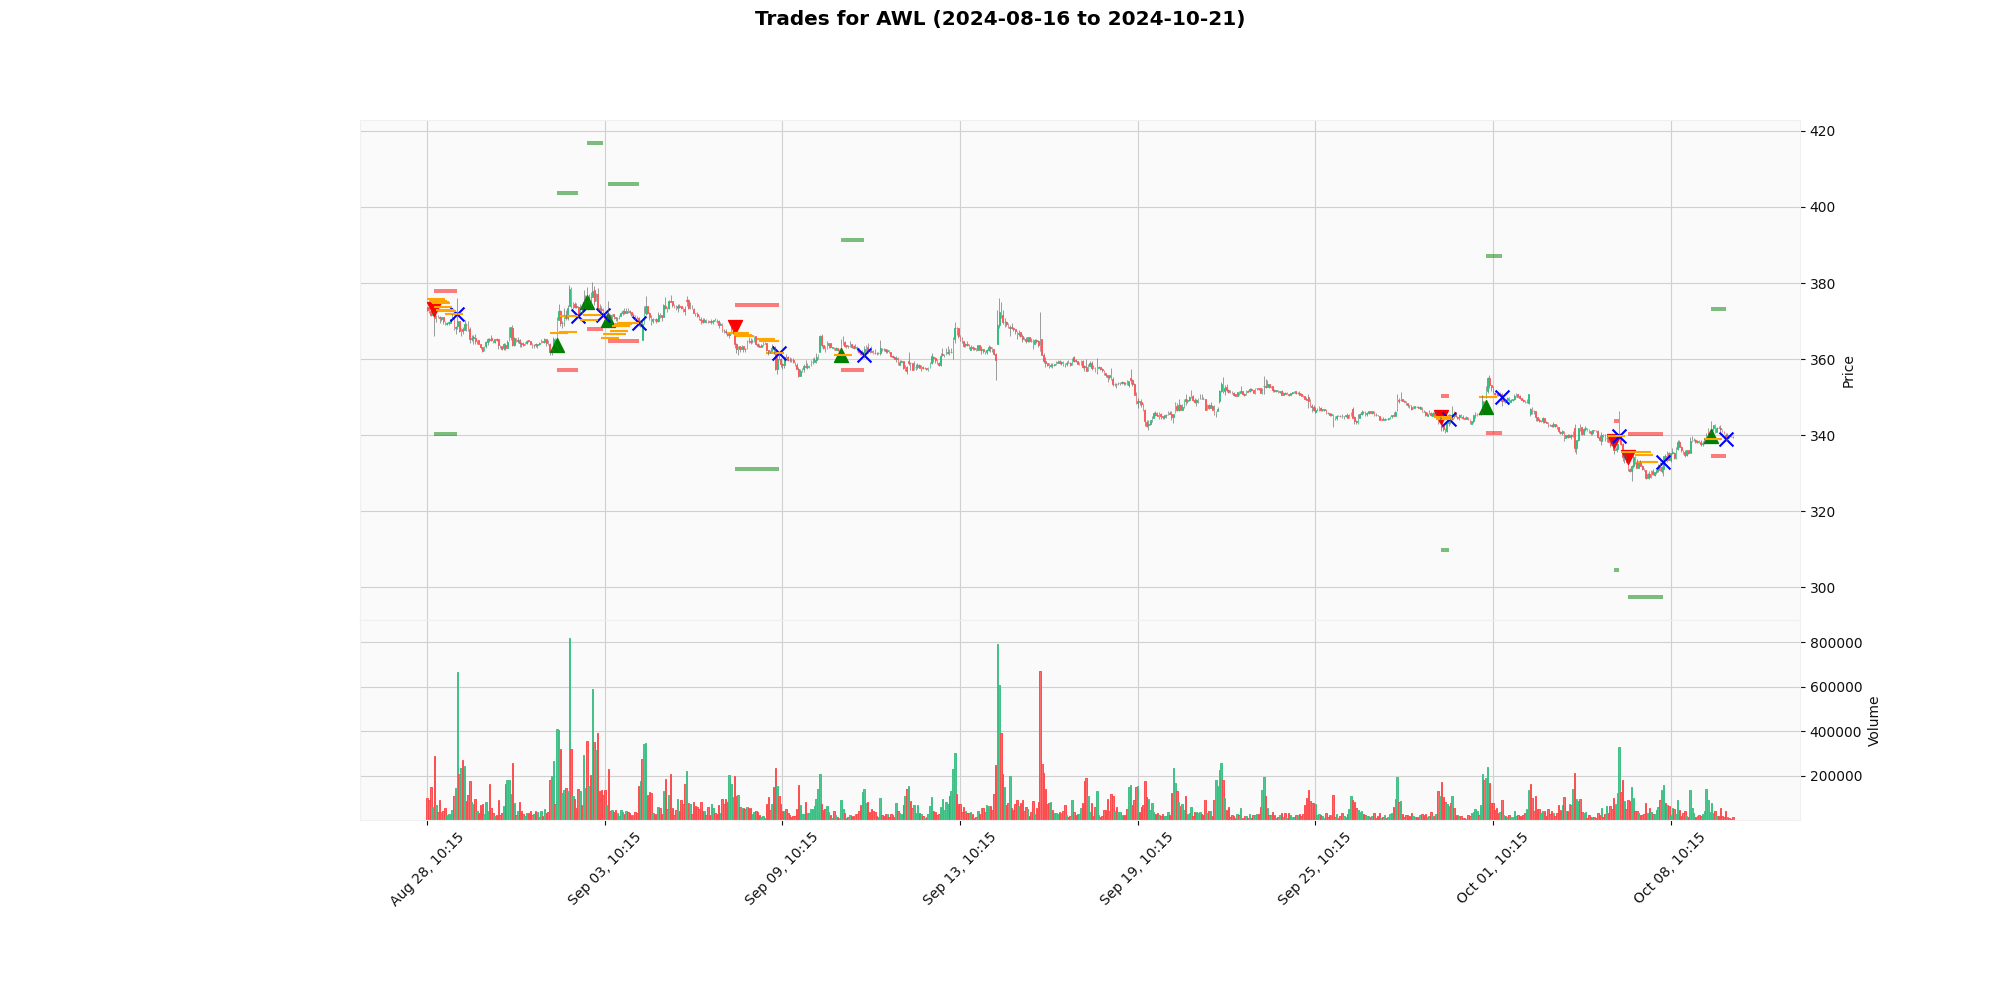 Trades for AWL (2024-08-16 to 2024-10-21)
420
400
380
360
340
320
300
Price
800000
600000
400000
200000
Volume
Aug 28, 10:15
Sep 03, 10:15
Sep 09, 10:15
Sep 13, 10:15
Sep 19, 10:15
Sep 25, 10:15
Oct 01, 10:15
Oct 08, 10:15